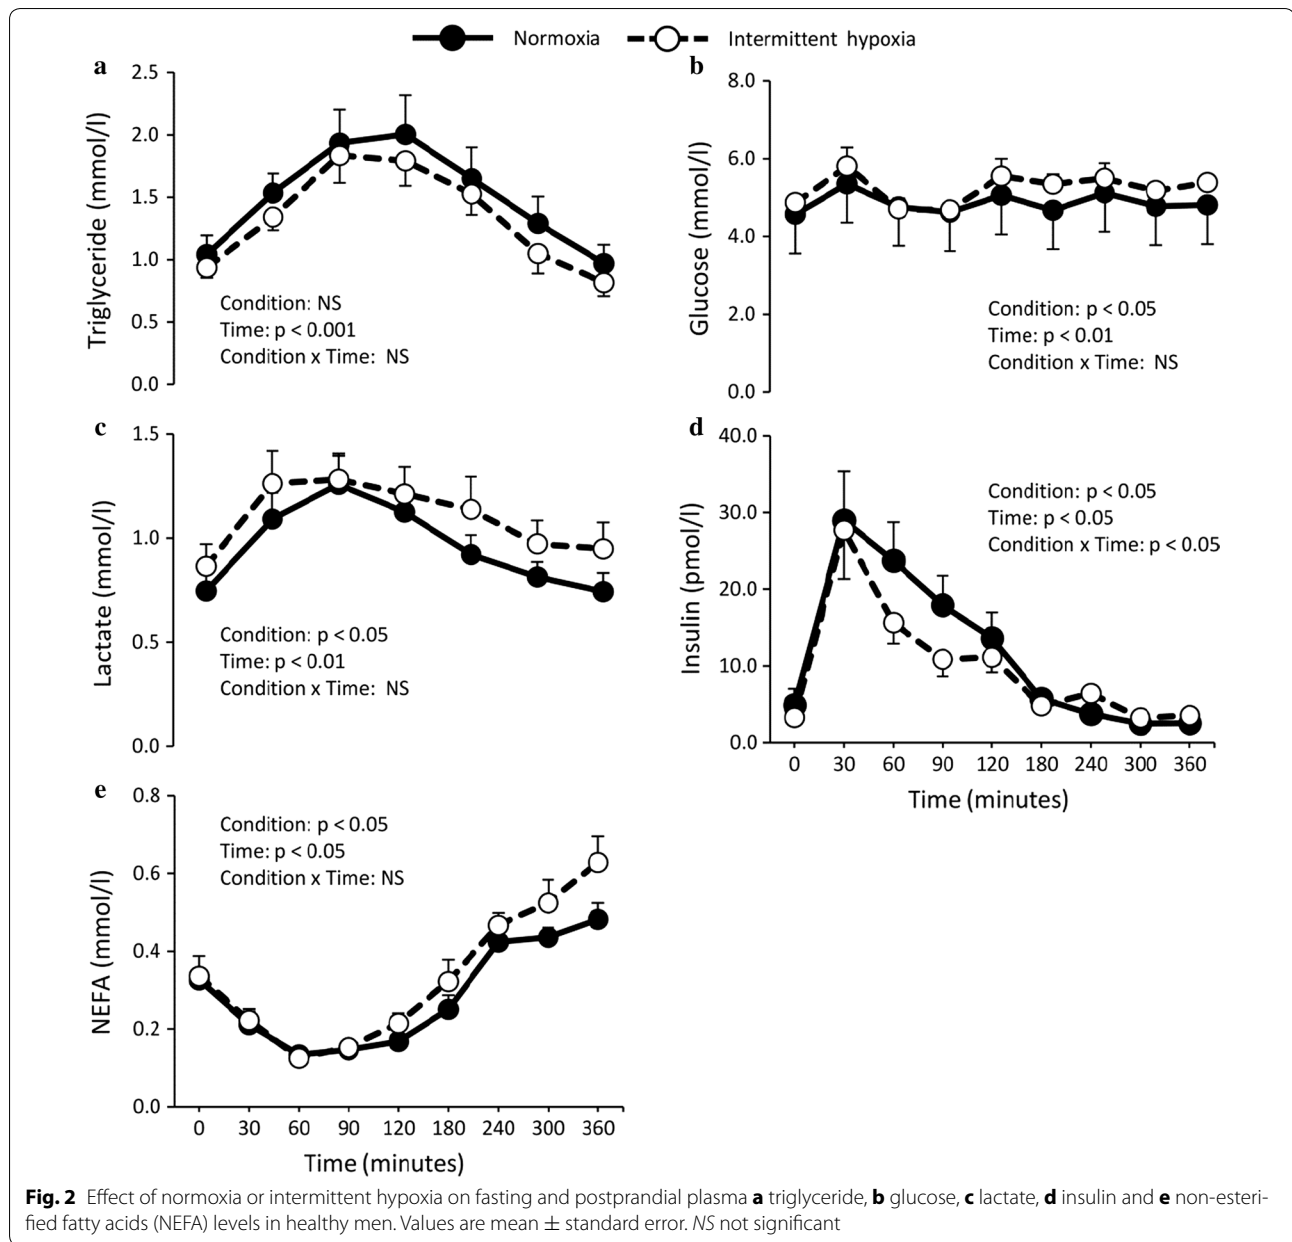 Normoxia Intermittent hypoxia
a
2.5
2.0
1.5
1.0
0.5
0.0
Triglyceride (mmol/l)
Condition: NS
Time: p < 0.001
Condition x Time: NS
b
8.0
6.0
4.0
2.0
0.0
Glucose (mmol/l)
Condition: p < 0.05
Time: p < 0.01
Condition x Time: NS
c
1.5
1.0
0.5
0.0
Lactate (mmol/l)
Condition: p < 0.05
Time: p < 0.01
Condition x Time: NS
d
40.0
30.0
20.0
10.0
0.0
Insulin (pmol/l)
Condition: p < 0.05
Time: p < 0.05
Condition x Time: p < 0.05
0 30 60 90 120 180 240 300 360
Time (minutes)
e
0.8
0.6
0.4
0.2
0.0
NEFA (mmol/l)
Condition: p < 0.05
Time: p < 0.05
Condition x Time: NS
0 30 60 90 120 180 240 300 360
Time (minutes)
Fig. 2 Effect of normoxia or intermittent hypoxia on fasting and postprandial plasma a triglyceride, b glucose, c lactate, d insulin and e non-esteri-
fied fatty acids (NEFA) levels in healthy men. Values are mean ± standard error. NS not significant